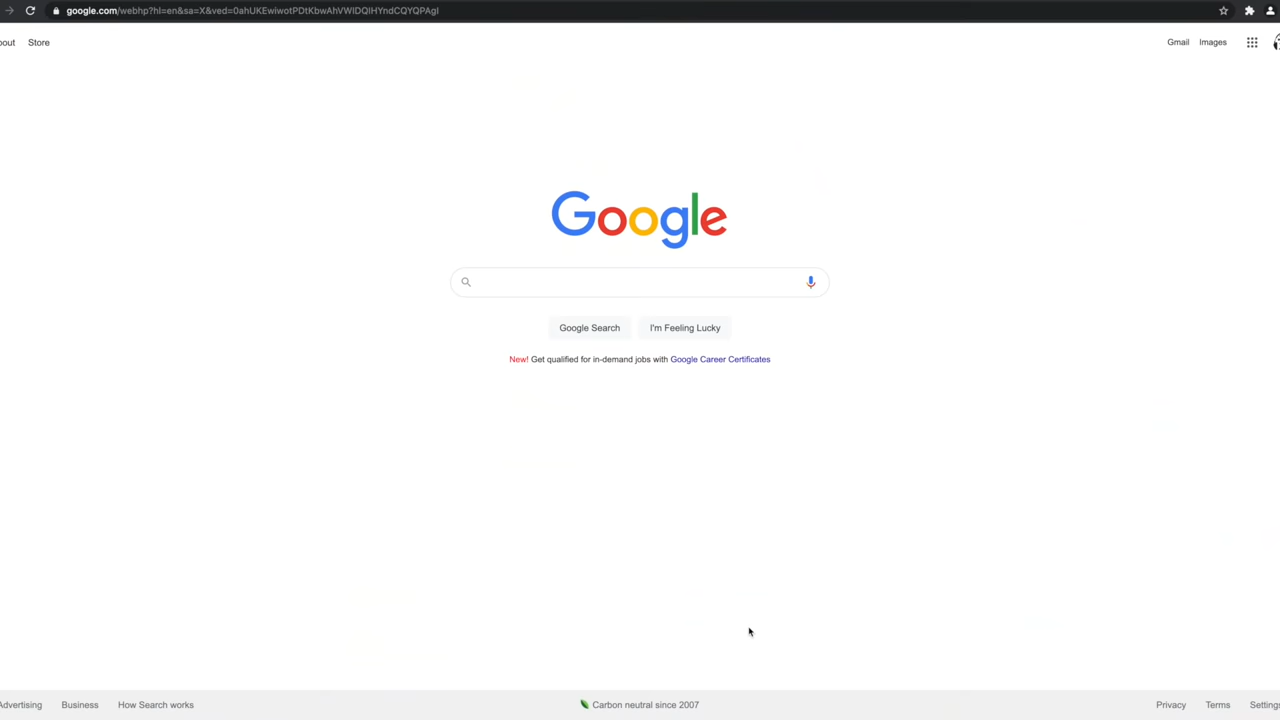 google.com/webhp?hl=en&sa=X&ved=0ahUKEwiwotPDtKbwAhVWIDQIHYndCQYQPAgI
Store
Gmail Images
Google
Google Search I'm Feeling Lucky
New! Get qualified for in-demand jobs with Google Career Certificates
Advertising Business How Search works
Carbon neutral since 2007
Privacy Terms Settings